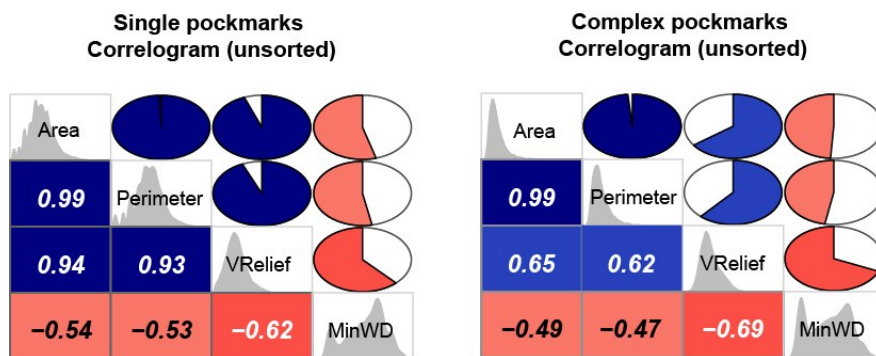 Single pockmarks
Correlogram (unsorted)
Area
0.99 Perimeter
0.94 0.93 VRelief
−0.54 −0.53 −0.62 MinWD
Complex pockmarks
Correlogram (unsorted)
Area
0.99 Perimeter
0.65 0.62 VRelief
−0.49 −0.47 −0.69 MinWD